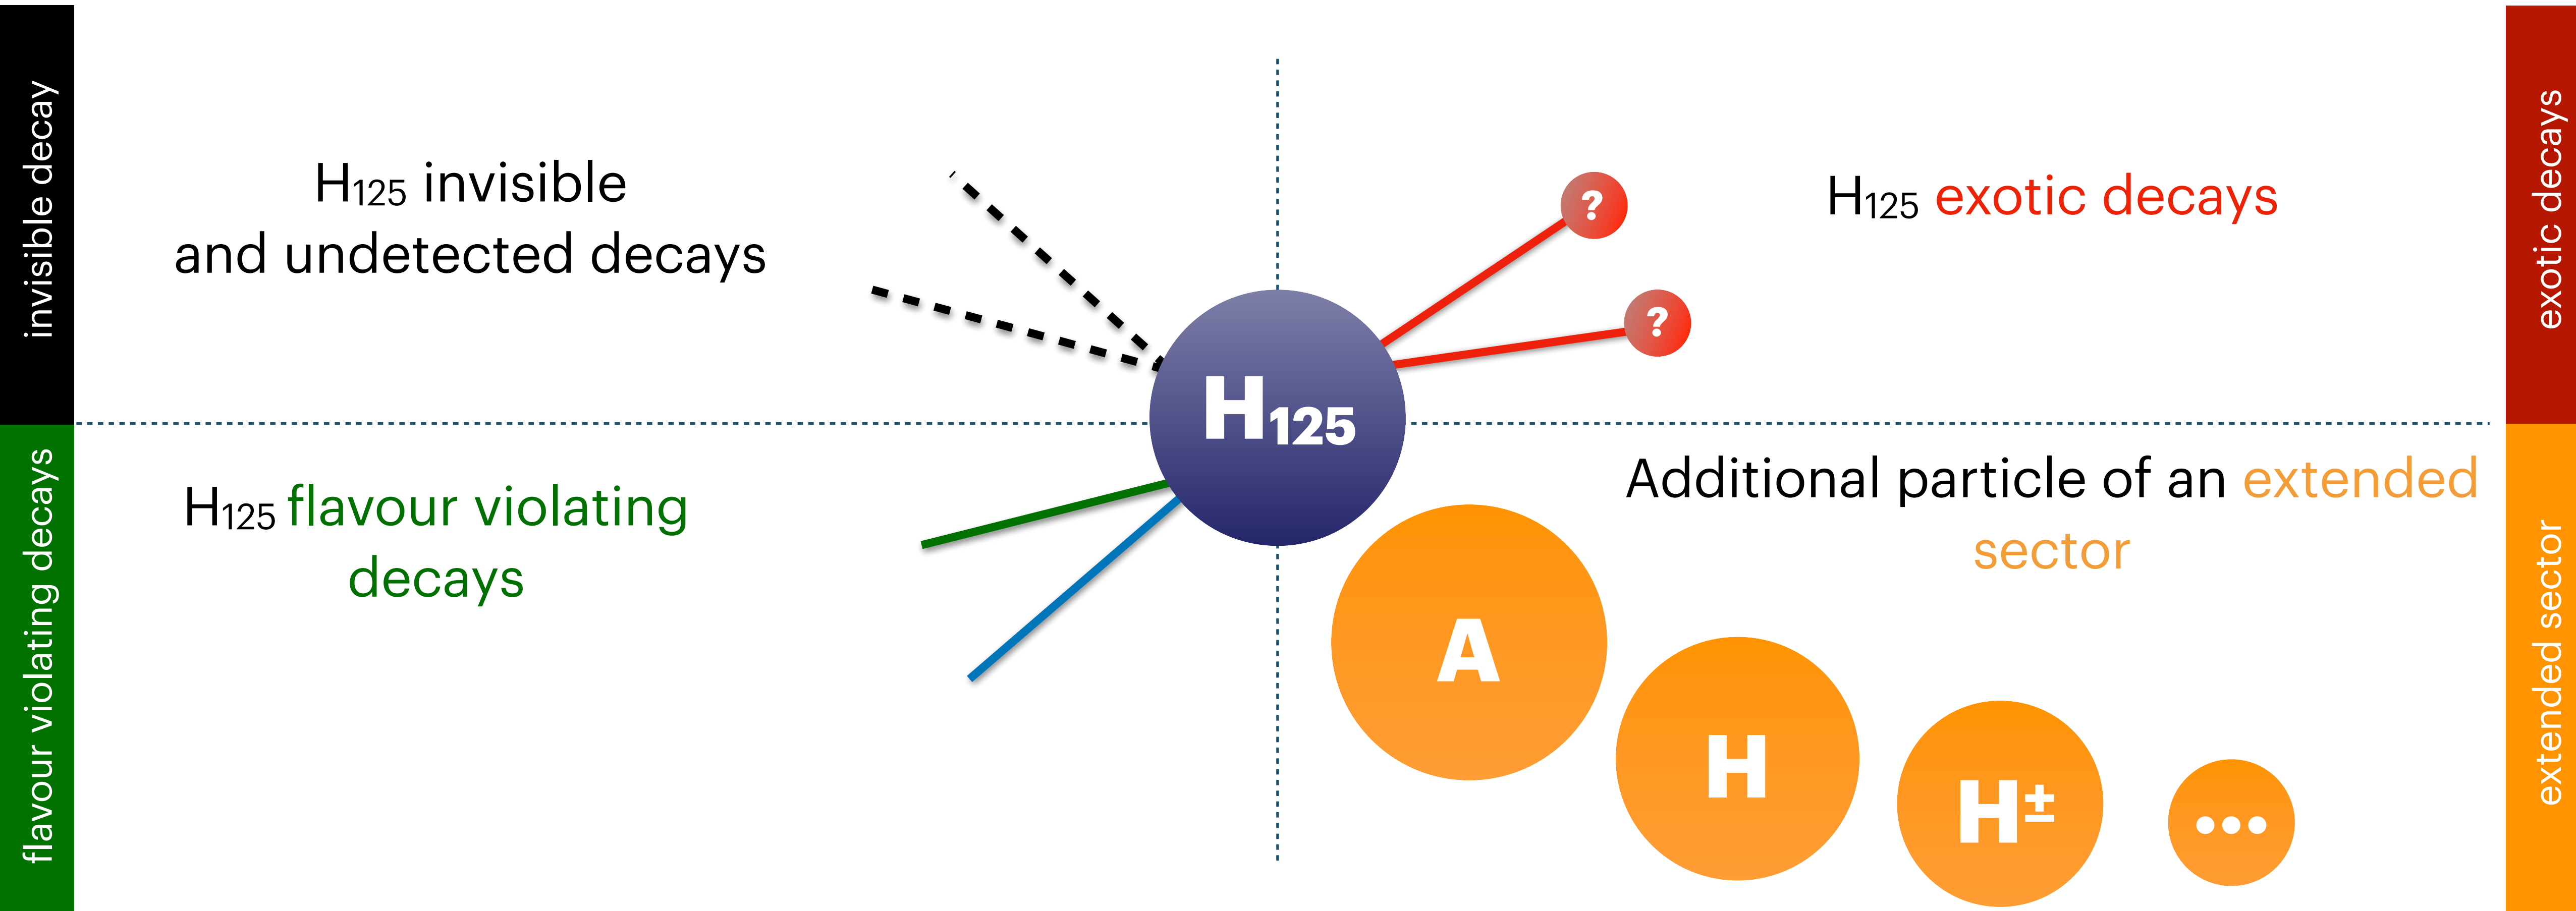 invisible decay
H125 invisible
and undetected decays
?
?
H125 exotic decays
exotic decays
H125
flavour violating decays
H125 flavour violating
decays
Additional particle of an extended
sector
A
H
H±
...
extended sector